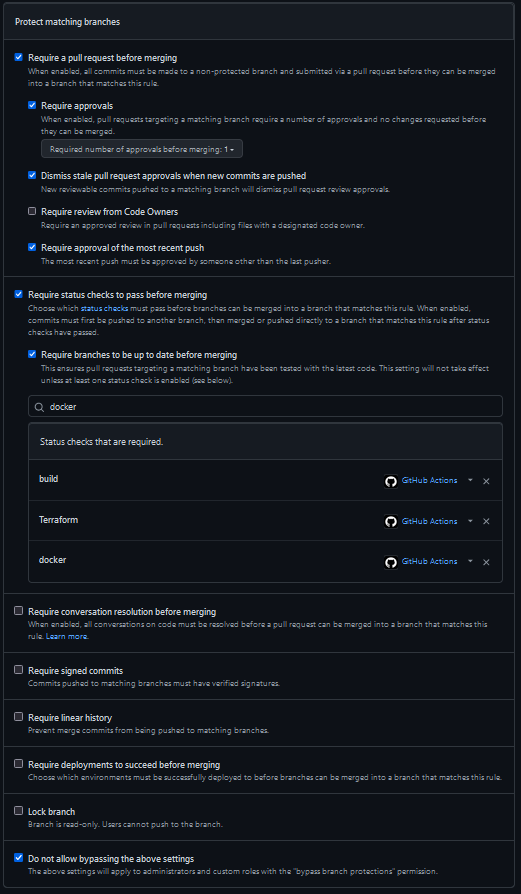 Protect matching branches
Require a pull request before merging
When enabled, all commits must be made to a non-protected branch and submitted via a pull request before they can be merged
into a branch that matches this rule.
Require approvals
When enabled, pull requests targeting a matching branch require a number of approvals and no changes requested before
they can be merged.
Required number of approvals before merging: 1
Dismiss stale pull request approvals when new commits are pushed
New reviewable commits pushed to a matching branch will dismiss pull request review approvals.
Require review from Code Owners
Require an approved review in pull requests including files with a designated code owner.
Require approval of the most recent push
The most recent push must be approved by someone other than the last pusher.
Require status checks to pass before merging
Choose which status checks must pass before branches can be merged into a branch that matches this rule. When enabled,
commits must first be pushed to another branch, then merged or pushed directly to a branch that matches this rule after status
checks have passed.
Require branches to be up to date before merging
This ensures pull requests targeting a matching branch have been tested with the latest code. This setting will not take effect
unless at least one status check is enabled (see below).
docker
Status checks that are required.
build GitHub Actions
Terraform GitHub Actions
docker GitHub Actions
Require conversation resolution before merging
When enabled, all conversations on code must be resolved before a pull request can be merged into a branch that matches this
rule. Learn more.
Require signed commits
Commits pushed to matching branches must have verified signatures.
Require linear history
Prevent merge commits from being pushed to matching branches.
Require deployments to succeed before merging
Choose which environments must be successfully deployed to before branches can be merged into a branch that matches this rule.
Lock branch
Branch is read-only. Users cannot push to the branch.
Do not allow bypassing the above settings
The above settings will apply to administrators and custom roles with the "bypass branch protections" permission.